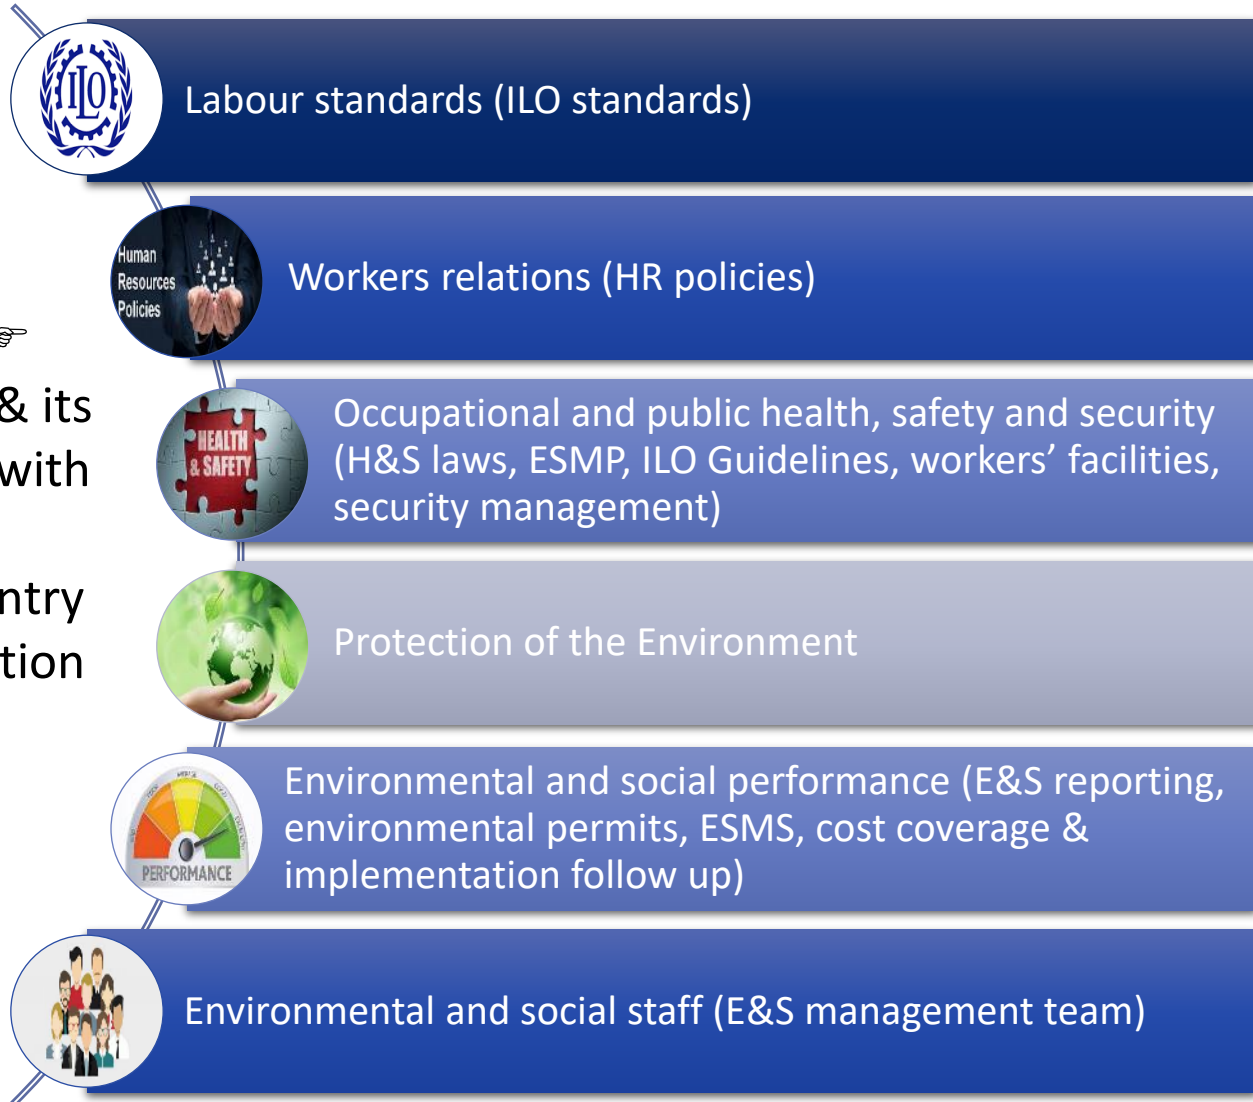 ILO
Labour standards (ILO standards)
Human
Resources
Policies
Workers relations (HR policies)
☞
& its
with
ntry
tion
HEALTH
& SAFETY
Occupational and public health, safety and security
(H&S laws, ESMP, ILO Guidelines, workers’ facilities,
security management)
Protection of the Environment
PERFORMANCE
Environmental and social performance (E&S reporting,
environmental permits, ESMS, cost coverage &
implementation follow up)
Environmental and social staff (E&S management team)